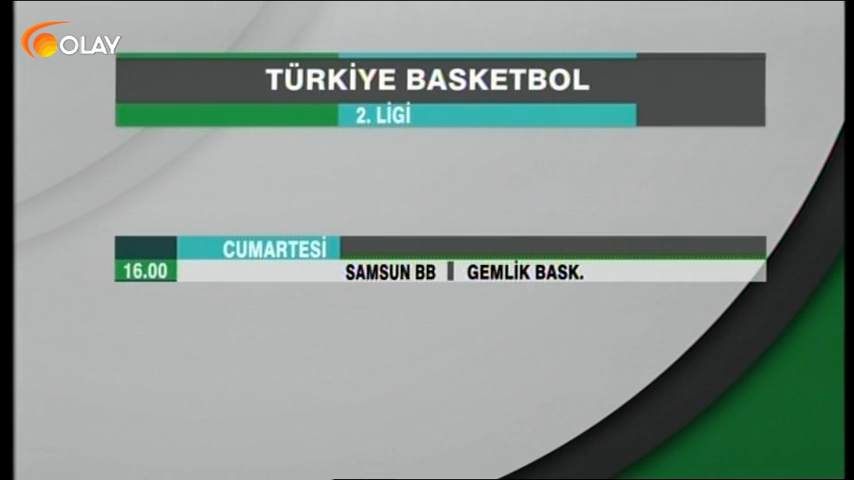 OLAY
TÜRKİYE BASKETBOL
2. LİGİ
CUMARTESİ
16.00 SAMSUN BB | GEMLİK BASK.